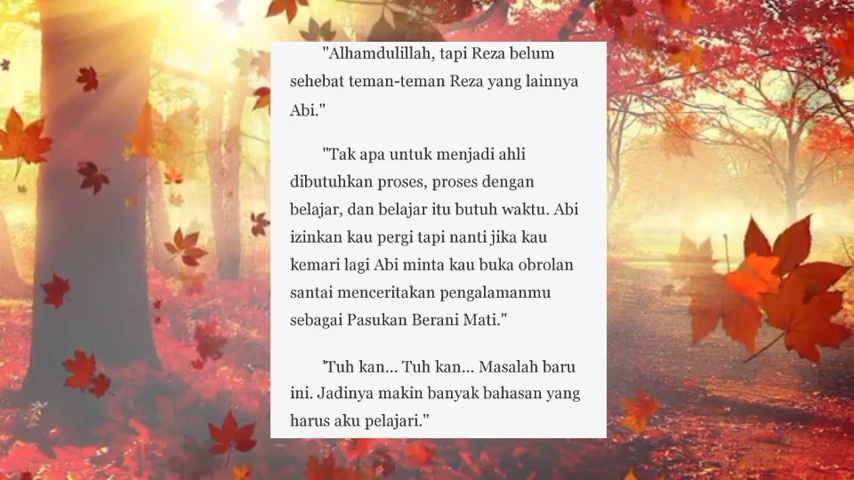 "Alhamdulillah, tapi Reza belum
sehebat teman-teman Reza yang lainnya
Abi."
"Tak apa untuk menjadi ahli
dibutuhkan proses, proses dengan
belajar, dan belajar itu butuh waktu. Abi
izinkan kau pergi tapi nanti jika kau
kemari lagi Abi minta kau buka obrolan
santai menceritakan pengalamanmu
sebagai Pasukan Berani Mati."
'Tuh kan... Tuh kan... Masalah baru
ini. Jadinya makin banyak bahasan yang
harus aku pelajari."